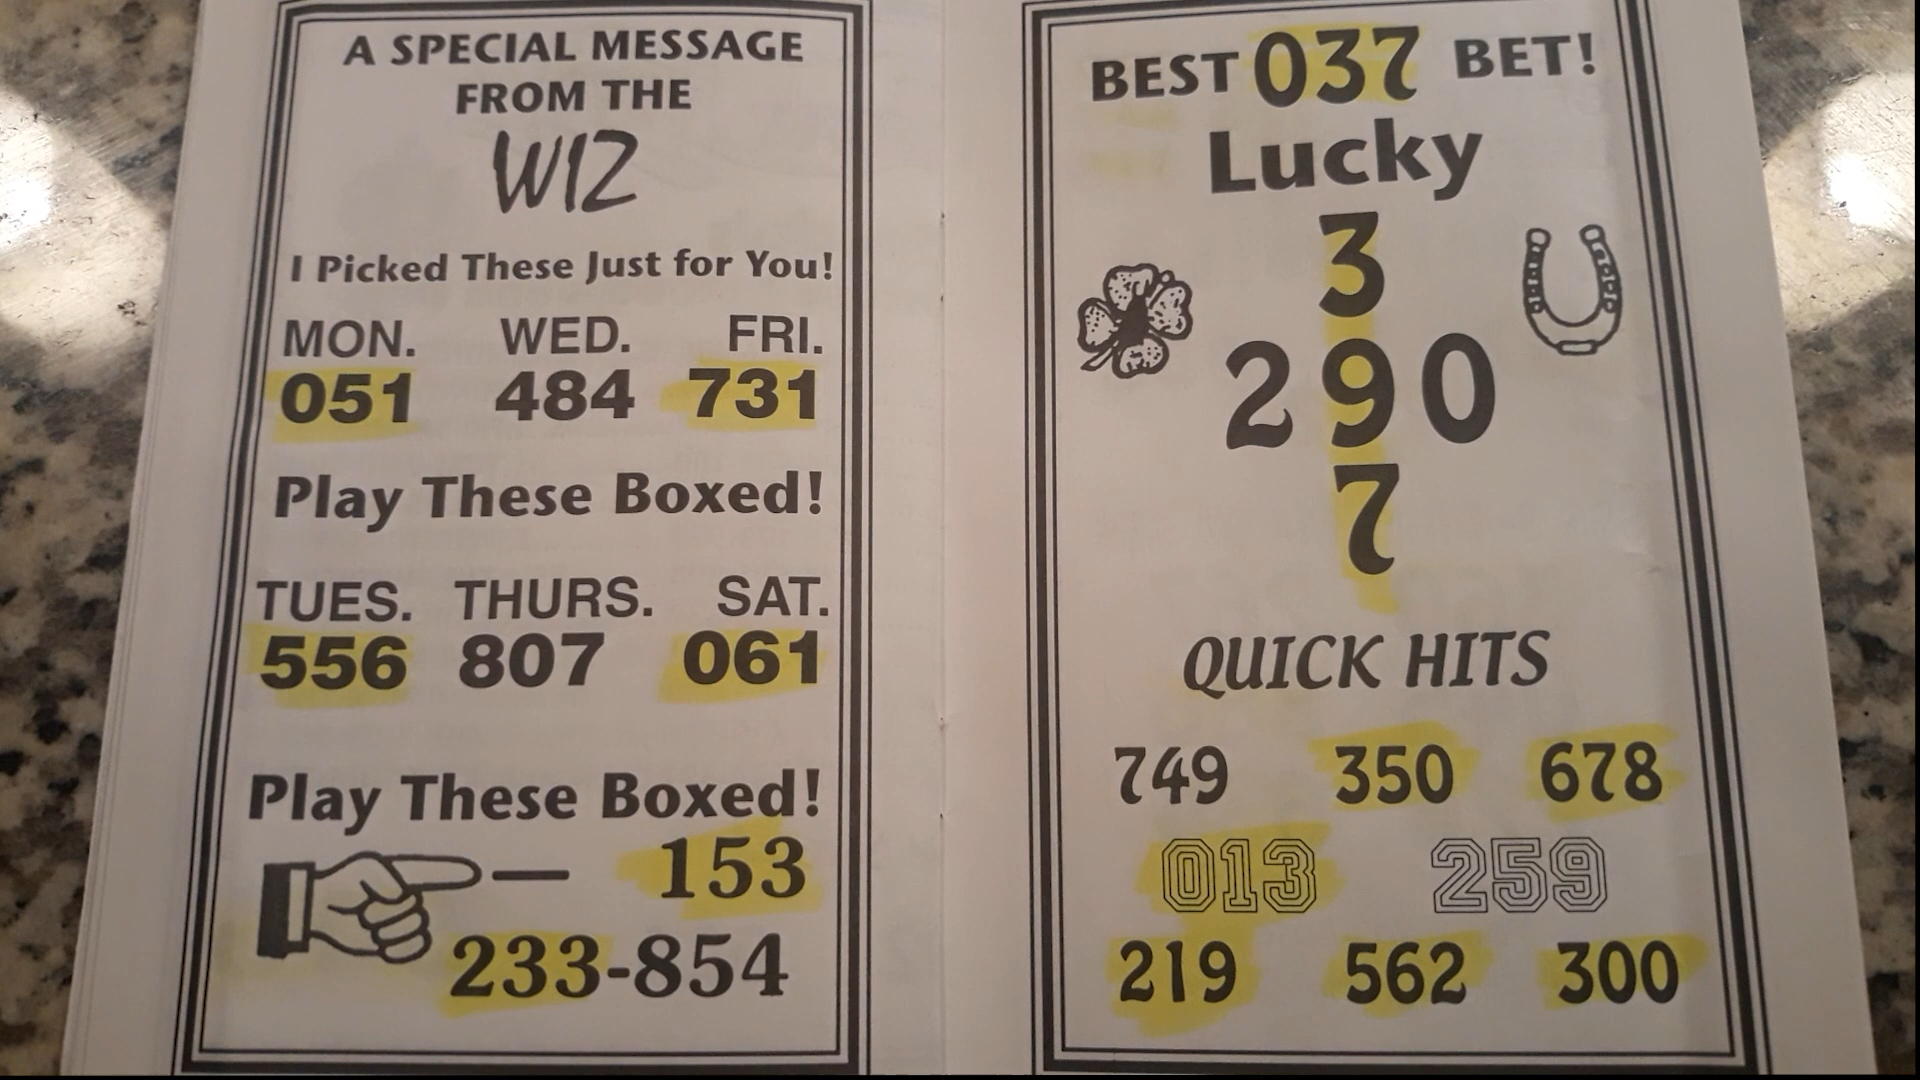 A SPECIAL MESSAGE
FROM THE
WIZ
I Picked These Just for You!
MON. WED. FRI.
051 484 731
Play These Boxed!
TUES. THURS. SAT.
556 807 061
Play These Boxed!
153
233-854
BEST 037 BET!
Lucky
3
290
7
QUICK HITS
749 350 678
013 259
219 562 300